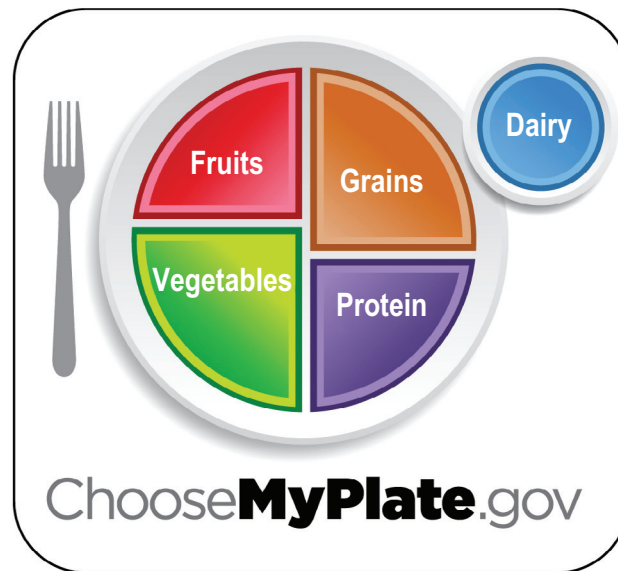 Fruits
Grains
Dairy
Vegetables
Protein
ChooseMyPlate.gov